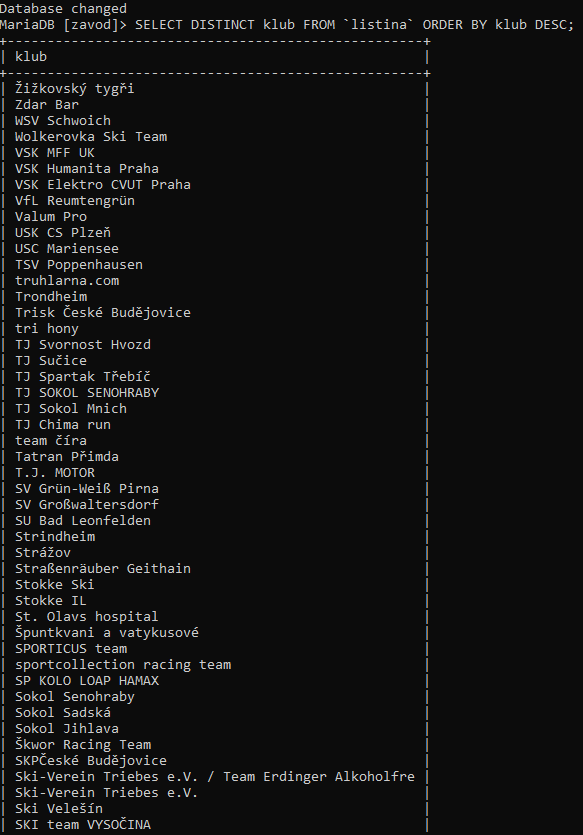 Database changed
MariaDB [zavod]> SELECT DISTINCT klub FROM `listina` ORDER BY klub DESC;
+----------------------------------------------------+
| klub |
+----------------------------------------------------+
| Žižkovský tygři |
| Zdar Bar |
| WSV Schwoich |
| Wolkerovka Ski Team |
| VSK MFF UK |
| VSK Humanita Praha |
| VSK Elektro CVUT Praha |
| VfL Reumtengrün |
| Valum Pro |
| USK CS Plzeň |
| USC Mariensee |
| TSV Poppenhausen |
| truhlarna.com |
| Trondheim |
| Trisk České Budějovice |
| tri hony |
| TJ Svornost Hvozd |
| TJ Sučice |
| TJ Spartak Třebíč |
| TJ SOKOL SENOHRABY |
| TJ Sokol Mnich |
| TJ Chima run |
| team číra |
| Tatran Přimda |
| T.J. MOTOR |
| SV Grün-Weiß Pirna |
| SV Großwaltersdorf |
| SU Bad Leonfelden |
| Strindheim |
| Strážov |
| Straßenräuber Geithain |
| Stokke Ski |
| Stokke IL |
| St. Olavs hospital |
| Špuntkvani a vatykusové |
| SPORTICUS team |
| sportcollection racing team |
| SP KOLO LOAP HAMAX |
| Sokol Senohraby |
| Sokol Sadská |
| Sokol Jihlava |
| Škwor Racing Team |
| SKPČeské Budějovice |
| Ski-Verein Triebes e.V. / Team Erdinger Alkoholfre |
| Ski-Verein Triebes e.V. |
| Ski Velešín |
| SKI team VYSOČINA |